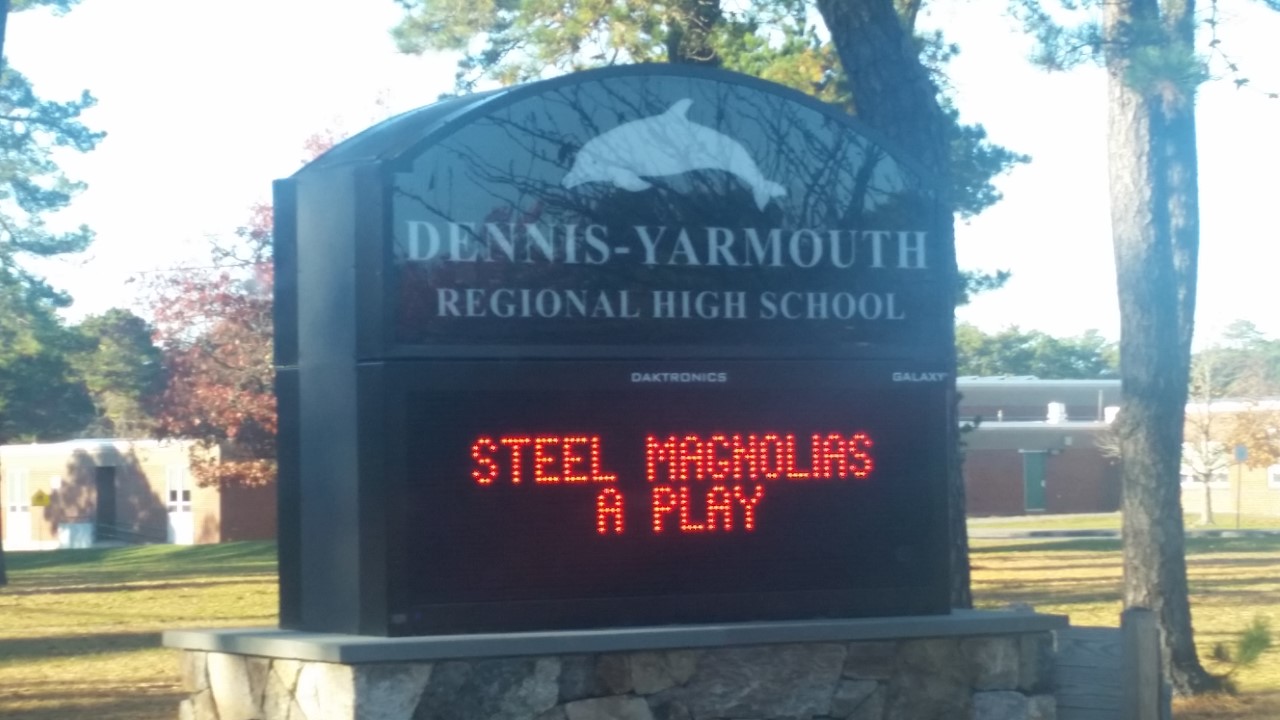 DENNIS-YARMOUTH
REGIONAL HIGH SCHOOL
DAKTRONICS GALAXY
STEEL MAGNOLIAS
A PLAY